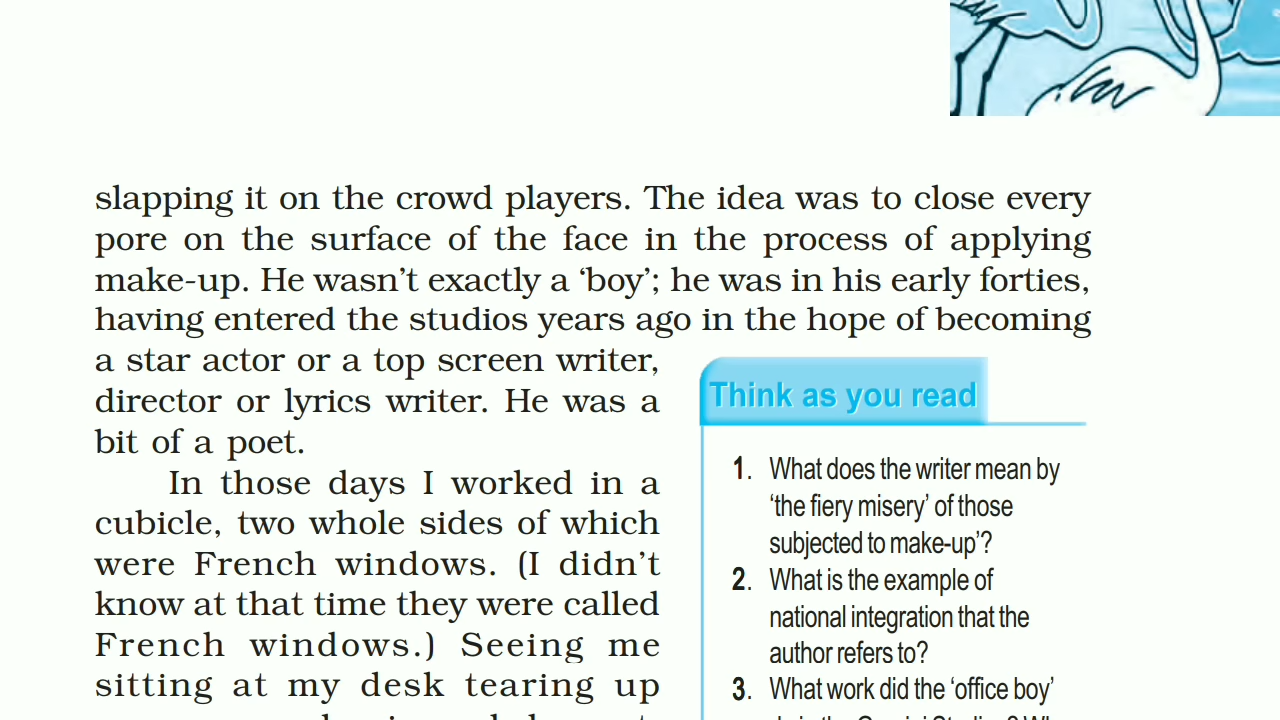 slapping it on the crowd players. The idea was to close every
pore on the surface of the face in the process of applying
make-up. He wasn’t exactly a ‘boy’; he was in his early forties,
having entered the studios years ago in the hope of becoming
a star actor or a top screen writer,
director or lyrics writer. He was a
bit of a poet.
In those days I worked in a
cubicle, two whole sides of which
were French windows. (I didn’t
know at that time they were called
French windows.) Seeing me
sitting at my desk tearing up
Think as you read
1. What does the writer mean by
‘the fiery misery’ of those
subjected to make-up’?
2. What is the example of
national integration that the
author refers to?
3. What work did the ‘office boy’